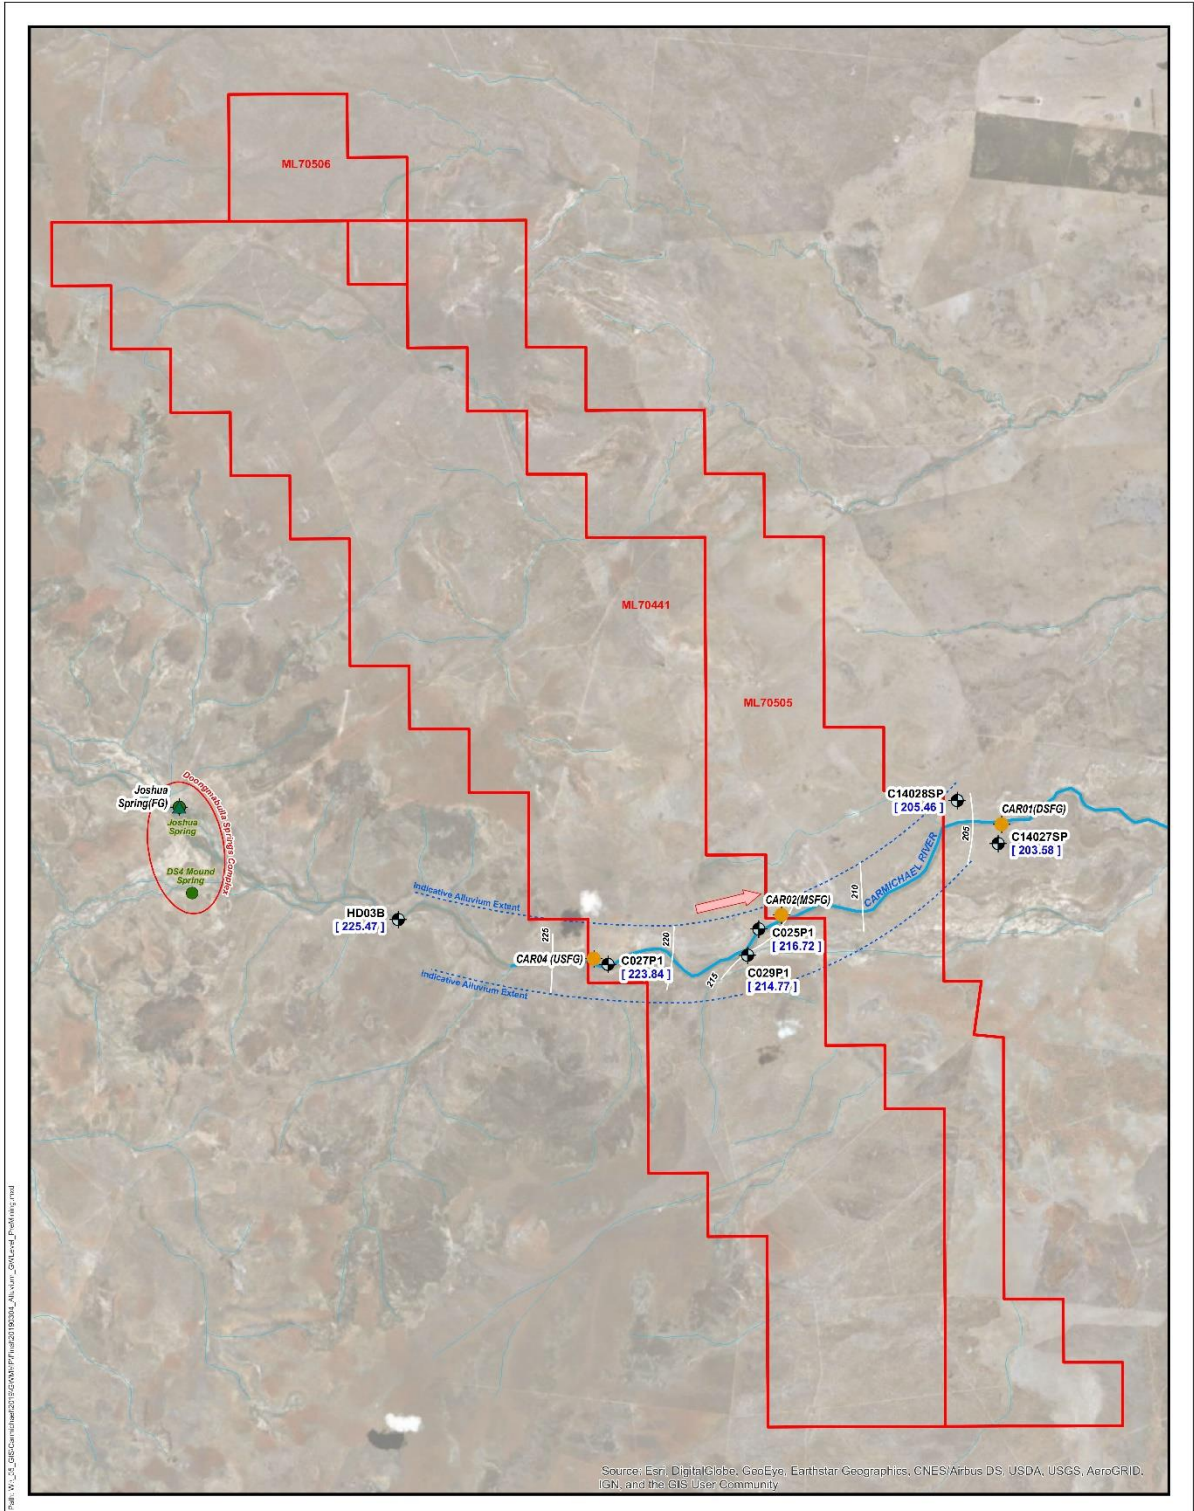 ML70506
ML70441
ML70505
Doongmabulla Springs Complex
Joshua
Spring(FG)
Joshua
Spring
DS4 Mound
Spring
HD03B
[ 225.47 ]
Indicative Alluvium Extent
Indicative Alluvium Extent
225
CAR04 (USFG)
C027P1
[ 223.84 ]
220
215
CAR02(MSFG)
C025P1
[ 216.72 ]
C029P1
[ 214.77 ]
210
CARMICHAEL RIVER
C14028SP
[ 205.46 ]
205
CAR01(DSFG)
C14027SP
[ 203.58 ]
Source: Esri, DigitalGlobe, GeoEye, Earthstar Geographics, CNES/Airbus DS, USDA, USGS, AeroGRID,
IGN, and the GIS User Community